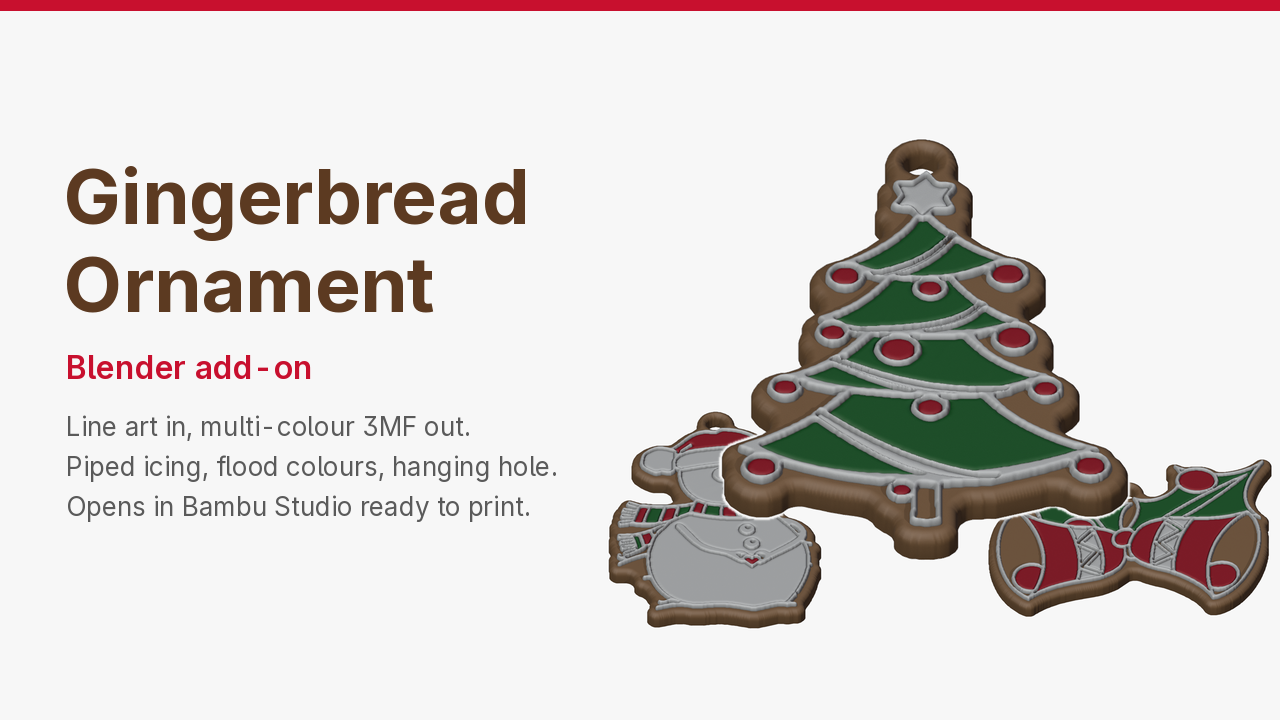 Gingerbread
Ornament
Blender add-on
Line art in, multi-colour 3MF out.
Piped icing, flood colours, hanging hole.
Opens in Bambu Studio ready to print.